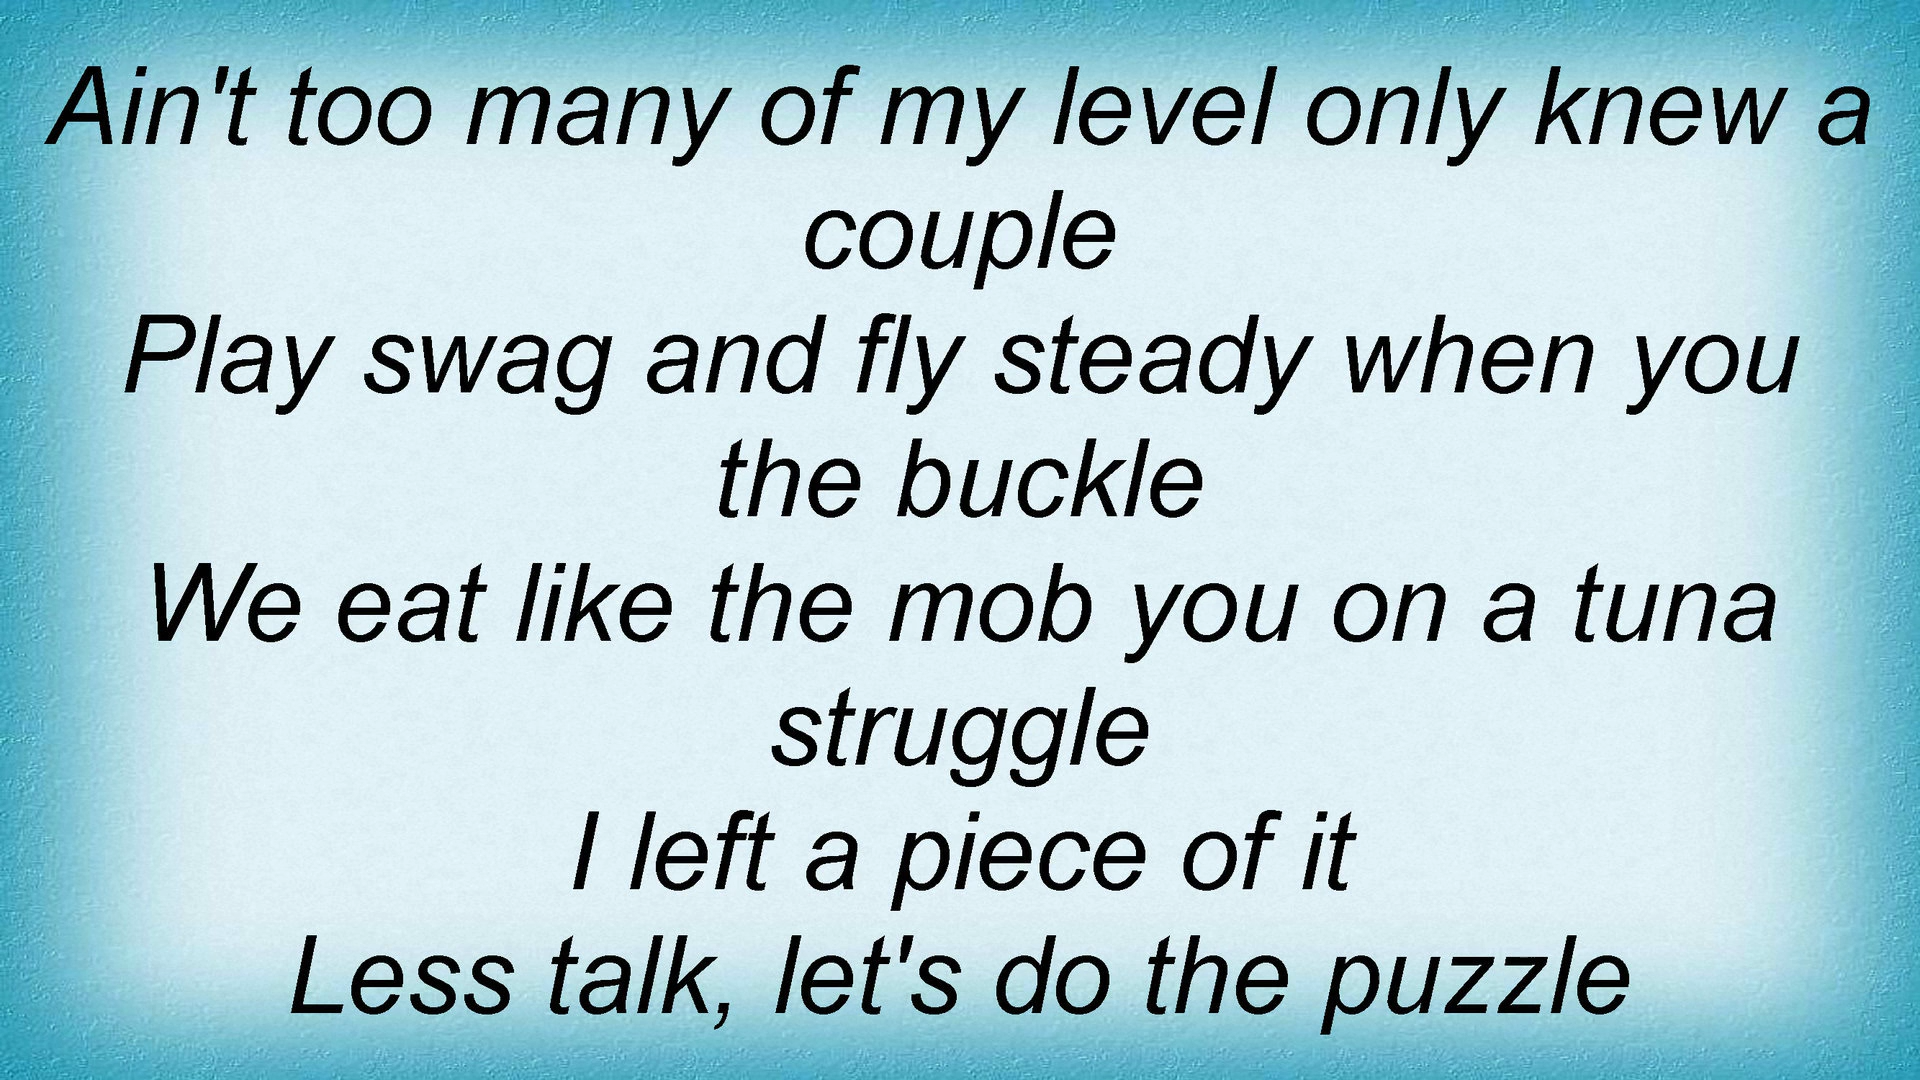 Ain't too many of my level only knew a
couple
Play swag and fly steady when you
the buckle
We eat like the mob you on a tuna
struggle
I left a piece of it
Less talk, let's do the puzzle